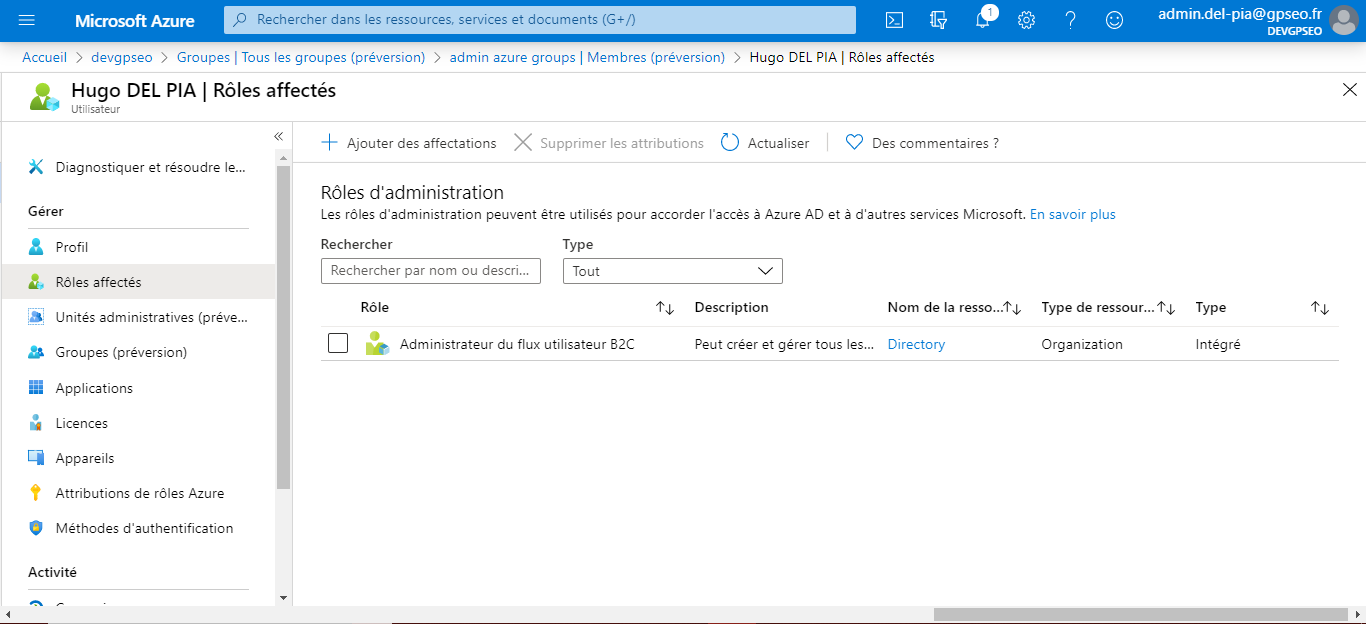 Microsoft Azure
Rechercher dans les ressources, services et documents (G+/)
1
admin.del-pia@gpseo.fr
DEVGPSEO
Accueil > devgpseo > Groupes | Tous les groupes (préversion) > admin azure groups | Membres (préversion) > Hugo DEL PIA | Rôles affectés
Hugo DEL PIA | Rôles affectés
Utilisateur
Diagnostiquer et résoudre le...
Gérer
Profil
Rôles affectés
Unités administratives (préve...
Groupes (préversion)
Applications
Licences
Appareils
Attributions de rôles Azure
Méthodes d'authentification
Activité
Ajouter des affectations
Supprimer les attributions
Actualiser
Des commentaires ?
Rôles d'administration
Les rôles d'administration peuvent être utilisés pour accorder l'accès à Azure AD et à d'autres services Microsoft. En savoir plus
Rechercher
Type
Rechercher par nom ou descri...
Tout
Rôle
Description
Nom de la resso...
Type de ressour...
Type
Administrateur du flux utilisateur B2C
Peut créer et gérer tous les...
Directory
Organization
Intégré